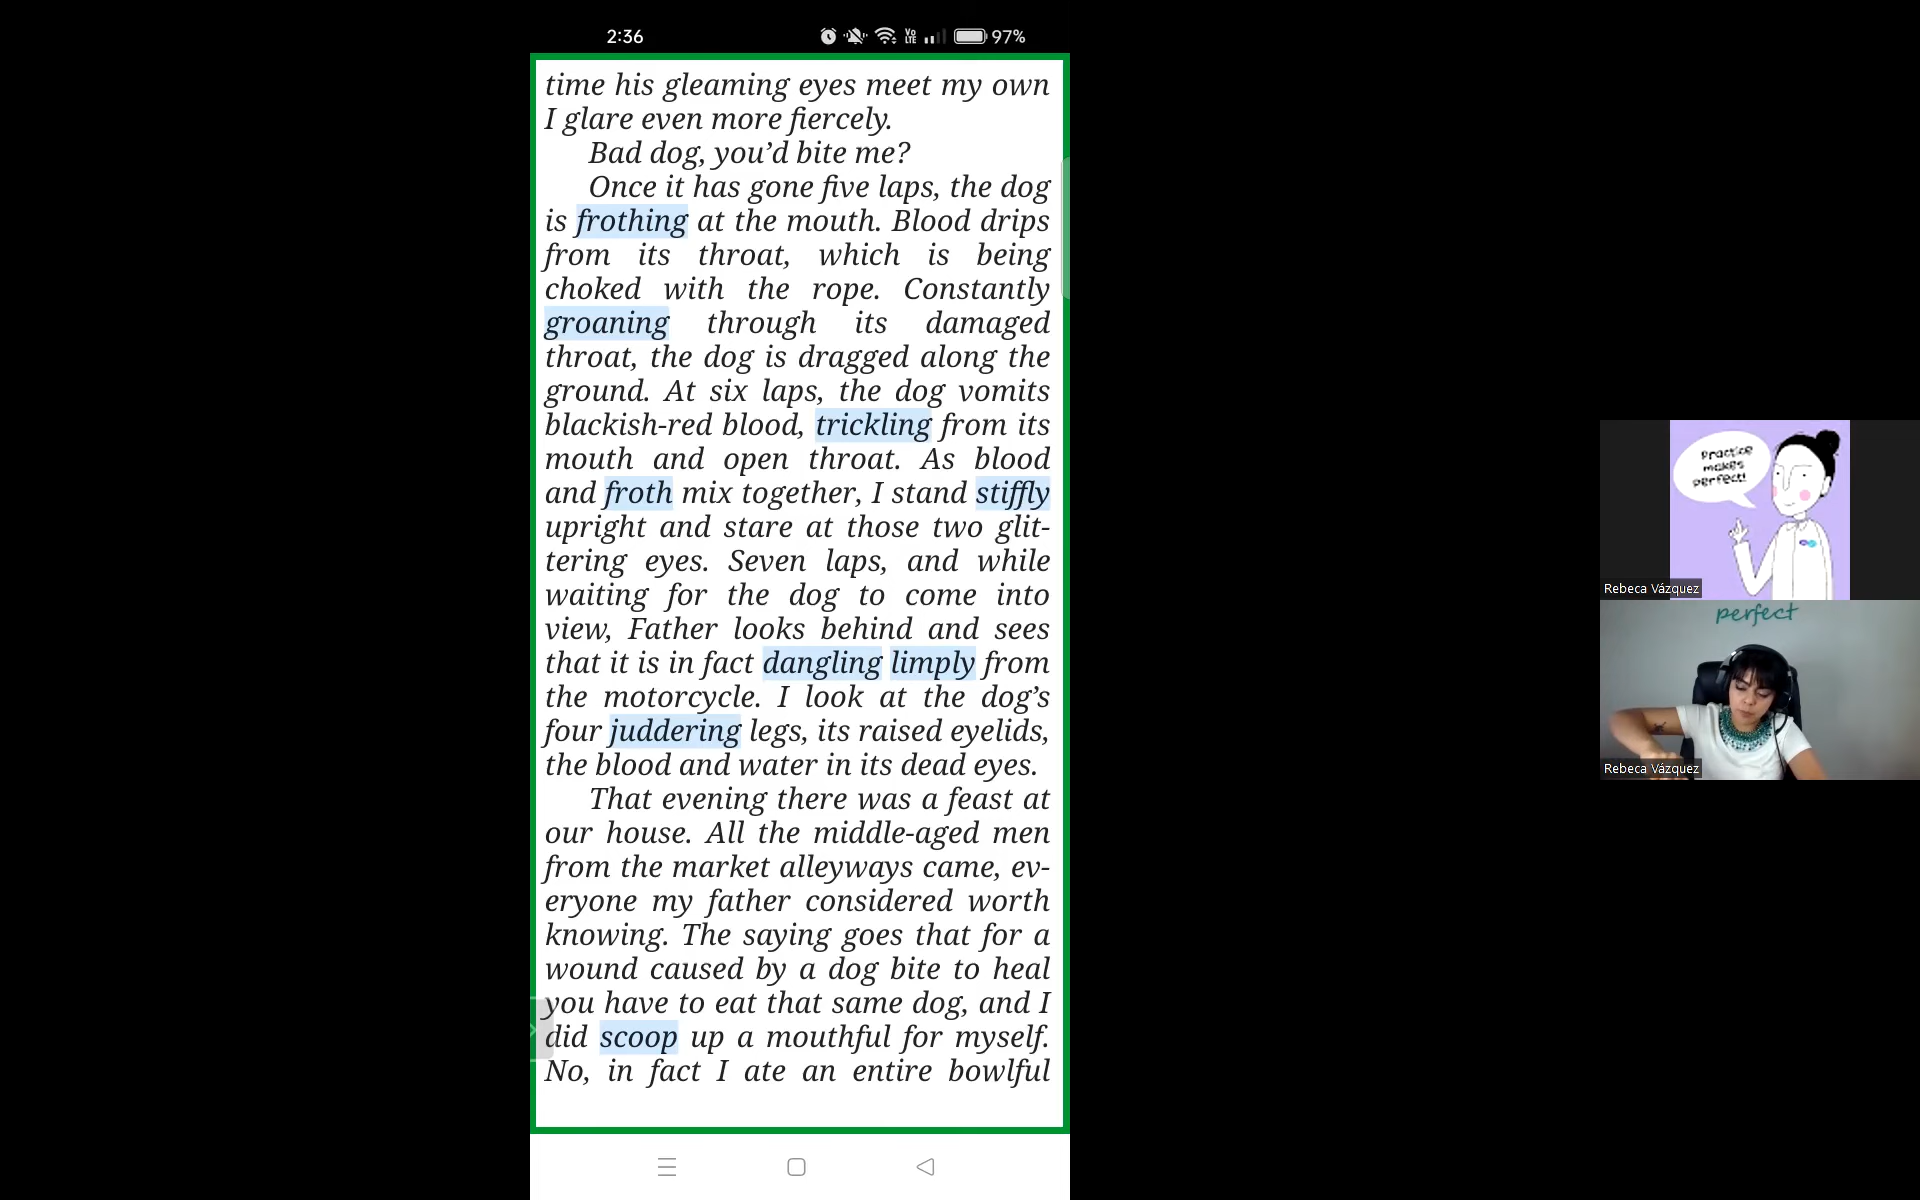 2:36
Vo
LTE
97%
time his gleaming eyes meet my own
I glare even more fiercely.
Bad dog, you’d bite me?
Once it has gone five laps, the dog
is frothing at the mouth. Blood drips
from its throat, which is being
choked with the rope. Constantly
groaning through its damaged
throat, the dog is dragged along the
ground. At six laps, the dog vomits
blackish-red blood, trickling from its
mouth and open throat. As blood
and froth mix together, I stand stiffly
upright and stare at those two glit-
tering eyes. Seven laps, and while
waiting for the dog to come into
view, Father looks behind and sees
that it is in fact dangling limply from
the motorcycle. I look at the dog’s
four juddering legs, its raised eyelids,
the blood and water in its dead eyes.
That evening there was a feast at
our house. All the middle-aged men
from the market alleyways came, ev-
eryone my father considered worth
knowing. The saying goes that for a
wound caused by a dog bite to heal
you have to eat that same dog, and I
did scoop up a mouthful for myself.
No, in fact I ate an entire bowlful
Practice
makes
perfect!
Rebeca Vázquez
perfect
Rebeca Vázquez